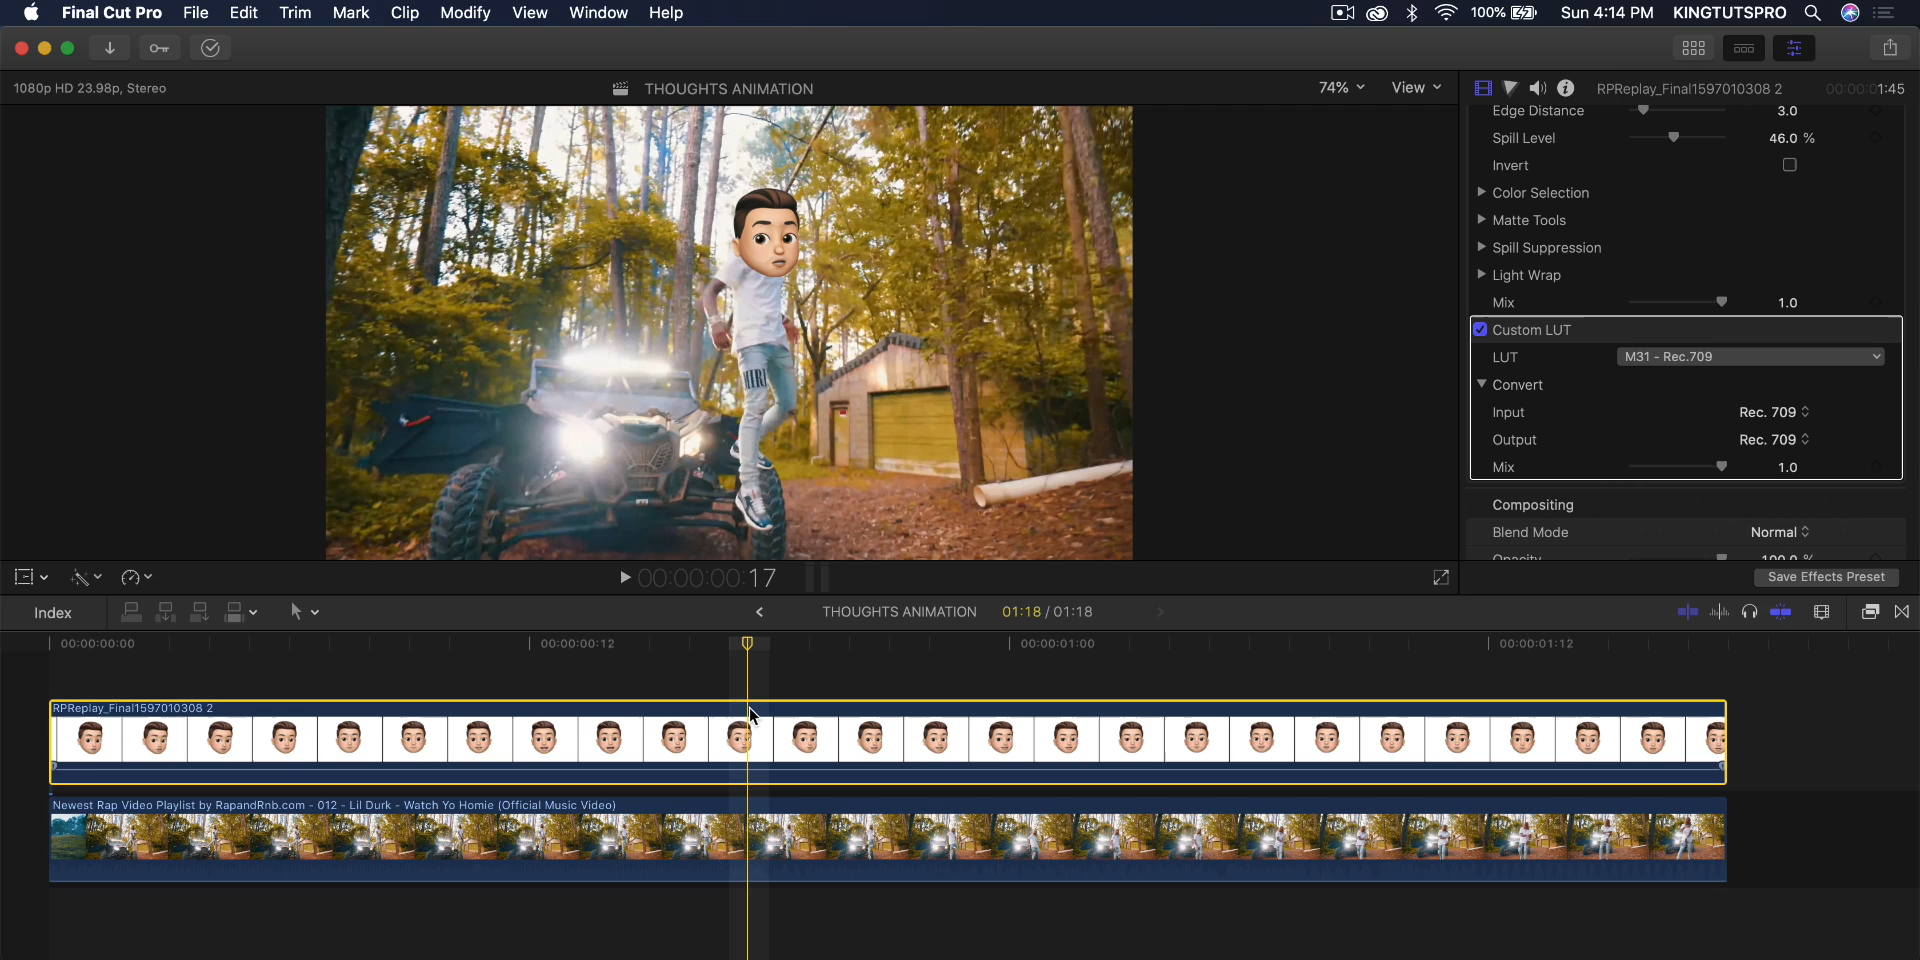 Final Cut Pro File Edit Trim Mark Clip Modify View Window Help 100% Sun 4:14 PM KINGTUTSPRO
1080p HD 23.98p, Stereo
THOUGHTS ANIMATION
74% View
RPReplay_Final1597010308 2
00:00:01:45
Edge Distance 3.0
Spill Level 46.0 %
Invert
Color Selection
Matte Tools
Spill Suppression
Light Wrap
Mix 1.0
Custom LUT
LUT M31 - Rec.709
Convert
Input Rec. 709
Output Rec. 709
Mix 1.0
Compositing
Blend Mode Normal
Opacity 100.0 %
MIRI
00:00:00:17
Save Effects Preset
Index
THOUGHTS ANIMATION 01:18 / 01:18
00:00:00:00 00:00:00:12 00:00:01:00 00:00:01:12
RPReplay_Final1597010308 2
Newest Rap Video Playlist by RapandRnb.com - 012 - Lil Durk - Watch Yo Homie (Official Music Video)